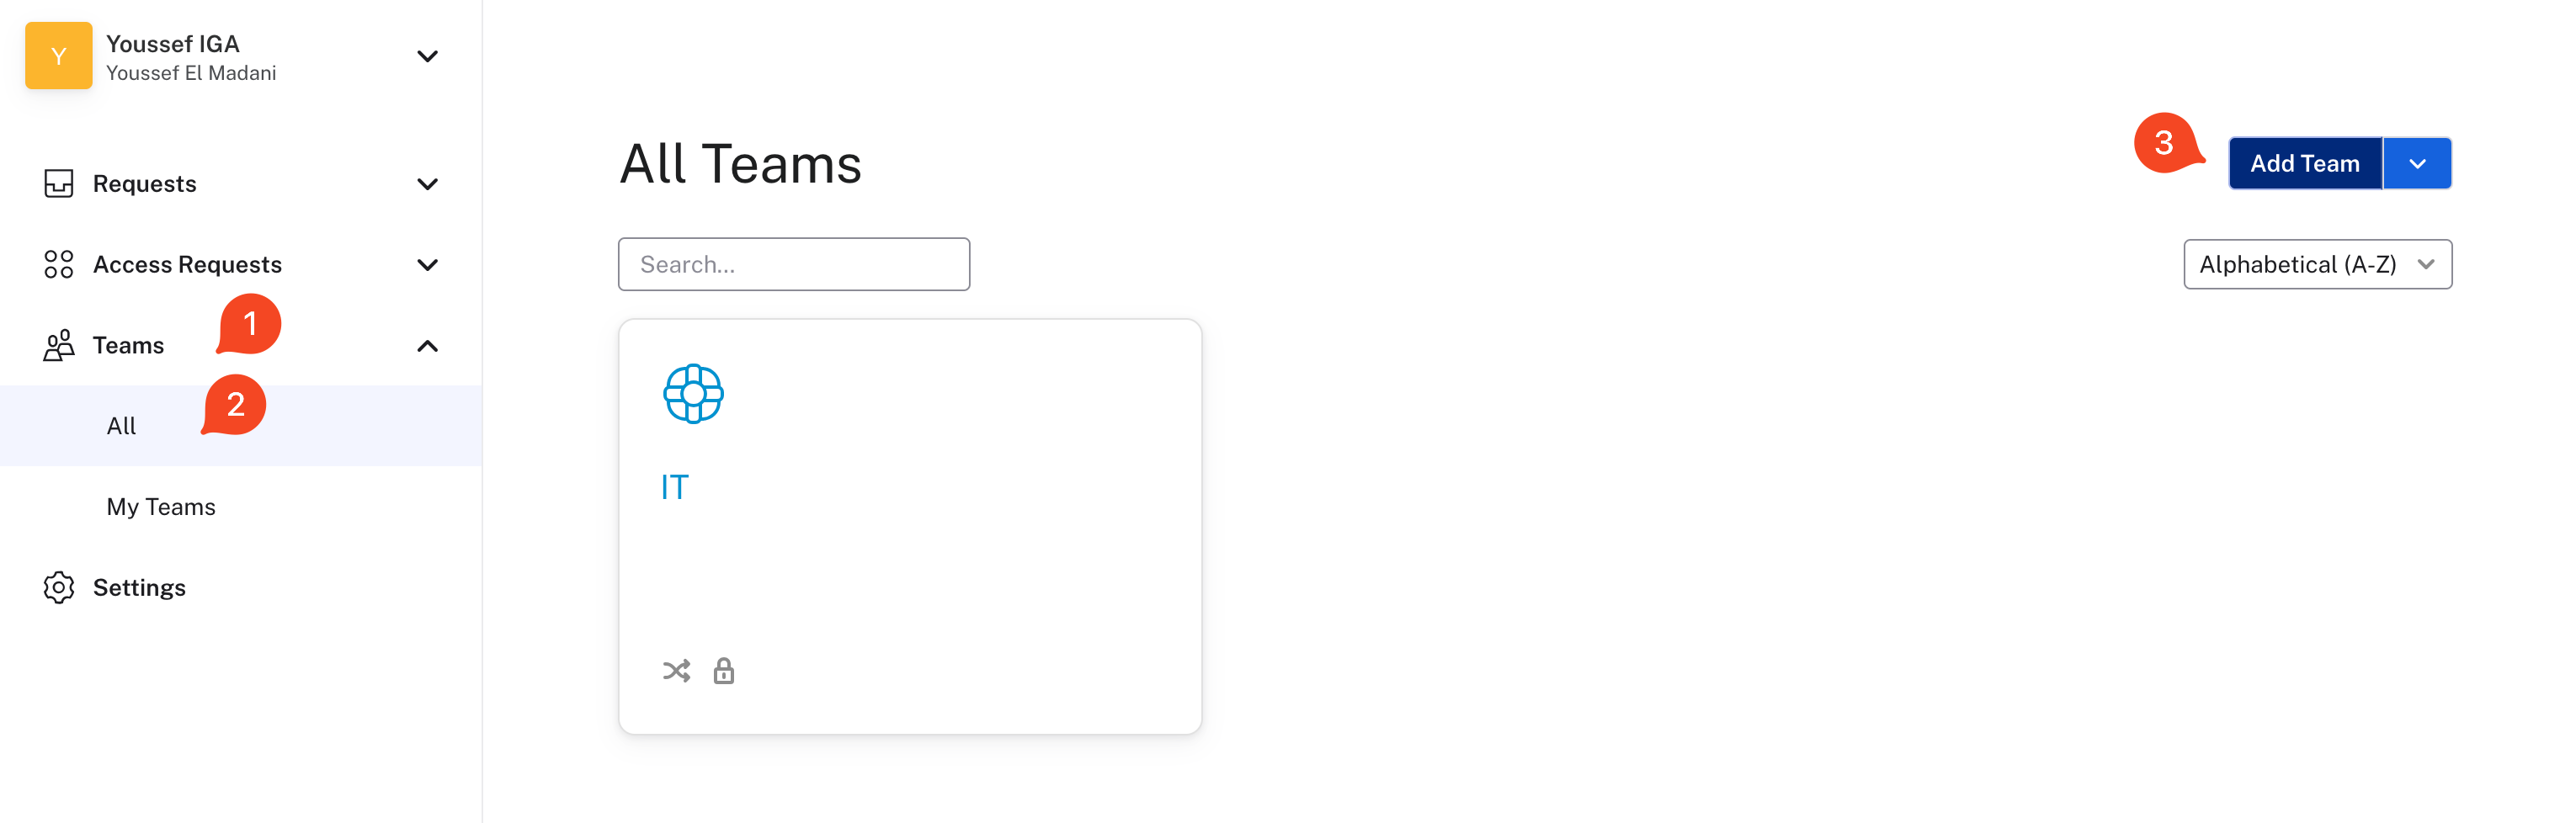 Y
Youssef IGA
Youssef El Madani
Requests
Access Requests
1
Teams
2
All
My Teams
Settings
All Teams
3
Add Team
Search...
Alphabetical (A-Z)
IT